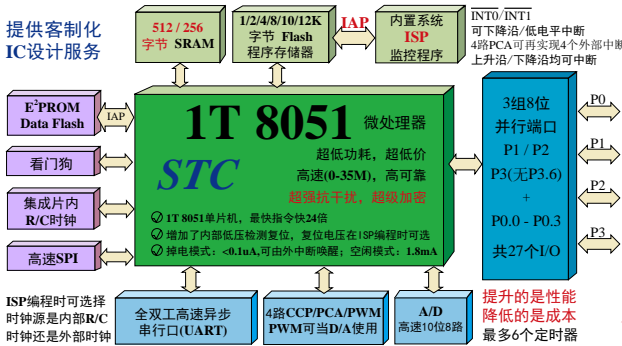 提供客制化
IC设计服务
512 / 256
字节 SRAM
1/2/4/8/10/12K
字节 Flash
程序存储器
IAP
内置系统
ISP
监控程序
INT0/INT1
可下降沿/低电平中断
4路PCA可再实现4个外部中断
上升沿/下降沿均可中断
E²PROM
Data Flash
IAP
看门狗
集成片内
R/C时钟
高速SPI
1T 8051 微处理器
STC
超低功耗，超低价
高速(0-35M)，高可靠
超强抗干扰，超级加密
1T 8051单片机，最快指令快24倍
增加了内部低压检测复位，复位电压在ISP编程时可选
掉电模式：<0.1uA,可由外中断唤醒；空闲模式：1.8mA
3组8位
并行端口
P1 / P2
P3(无P3.6)
+
P0.0 - P0.3
共27个I/O
P0
P1
P2
P3
ISP编程时可选择
时钟源是内部R/C
时钟还是外部时钟
全双工高速异步
串行口(UART)
4路CCP/PCA/PWM
PWM可当D/A使用
A/D
高速10位8路
提升的是性能
降低的是成本
最多6个定时器